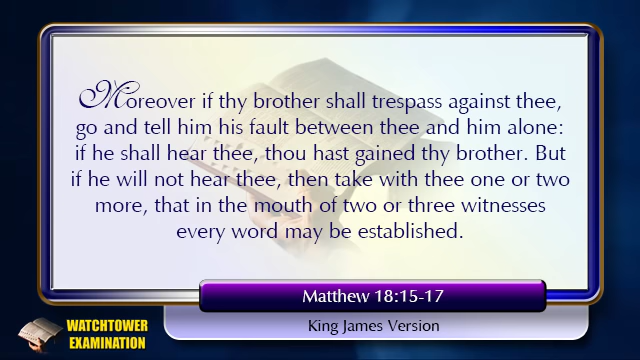 Moreover if thy brother shall trespass against thee,
go and tell him his fault between thee and him alone:
if he shall hear thee, thou hast gained thy brother. But
if he will not hear thee, then take with thee one or two
more, that in the mouth of two or three witnesses
every word may be established.
Matthew 18:15-17
King James Version
WATCHTOWER
EXAMINATION